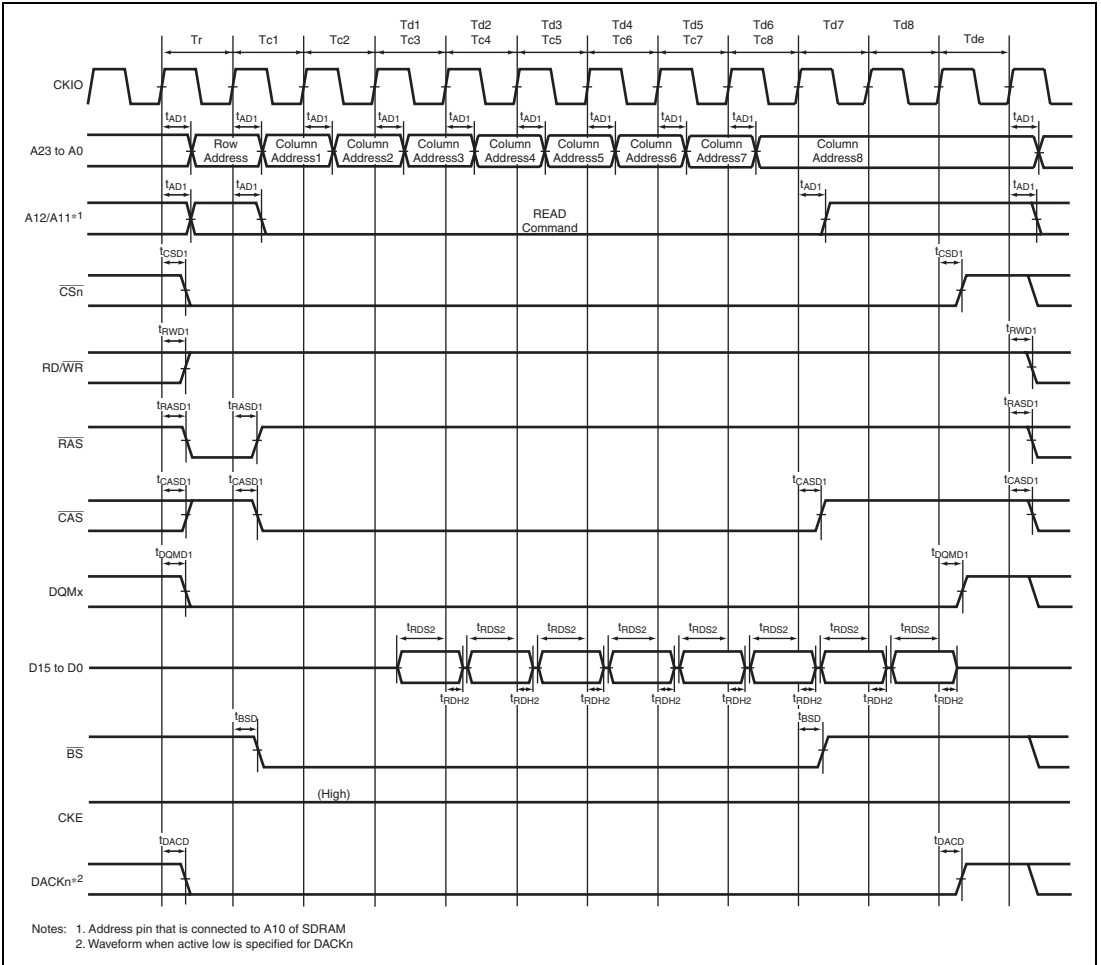 Td1 Td2 Td3 Td4 Td5 Td6 Td7 Td8
Tr Tc1 Tc2 Tc3 Tc4 Tc5 Tc6 Tc7 Tc8 Tde
CKIO
tAD1 tAD1 tAD1 tAD1 tAD1 tAD1 tAD1 tAD1 tAD1 tAD1
A23 to A0
Row Address
Column Address1
Column Address2
Column Address3
Column Address4
Column Address5
Column Address6
Column Address7
Column Address8
tAD1 tAD1 tAD1 tAD1
A12/A11*1
READ Command
tCSD1 tCSD1
CSn
tRWD1 tRWD1
RD/WR
tRASD1 tRASD1 tRASD1
RAS
tCASD1 tCASD1 tCASD1 tCASD1
CAS
tDQMD1 tDQMD1
DQMx
tRDS2 tRDS2 tRDS2 tRDS2 tRDS2 tRDS2 tRDS2 tRDS2
D15 to D0
tRDH2 tRDH2 tRDH2 tRDH2 tRDH2 tRDH2 tRDH2 tRDH2
tBSD tBSD
BS
(High)
CKE
tDACD tDACD
DACKn*2
Notes: 1. Address pin that is connected to A10 of SDRAM
2. Waveform when active low is specified for DACKn